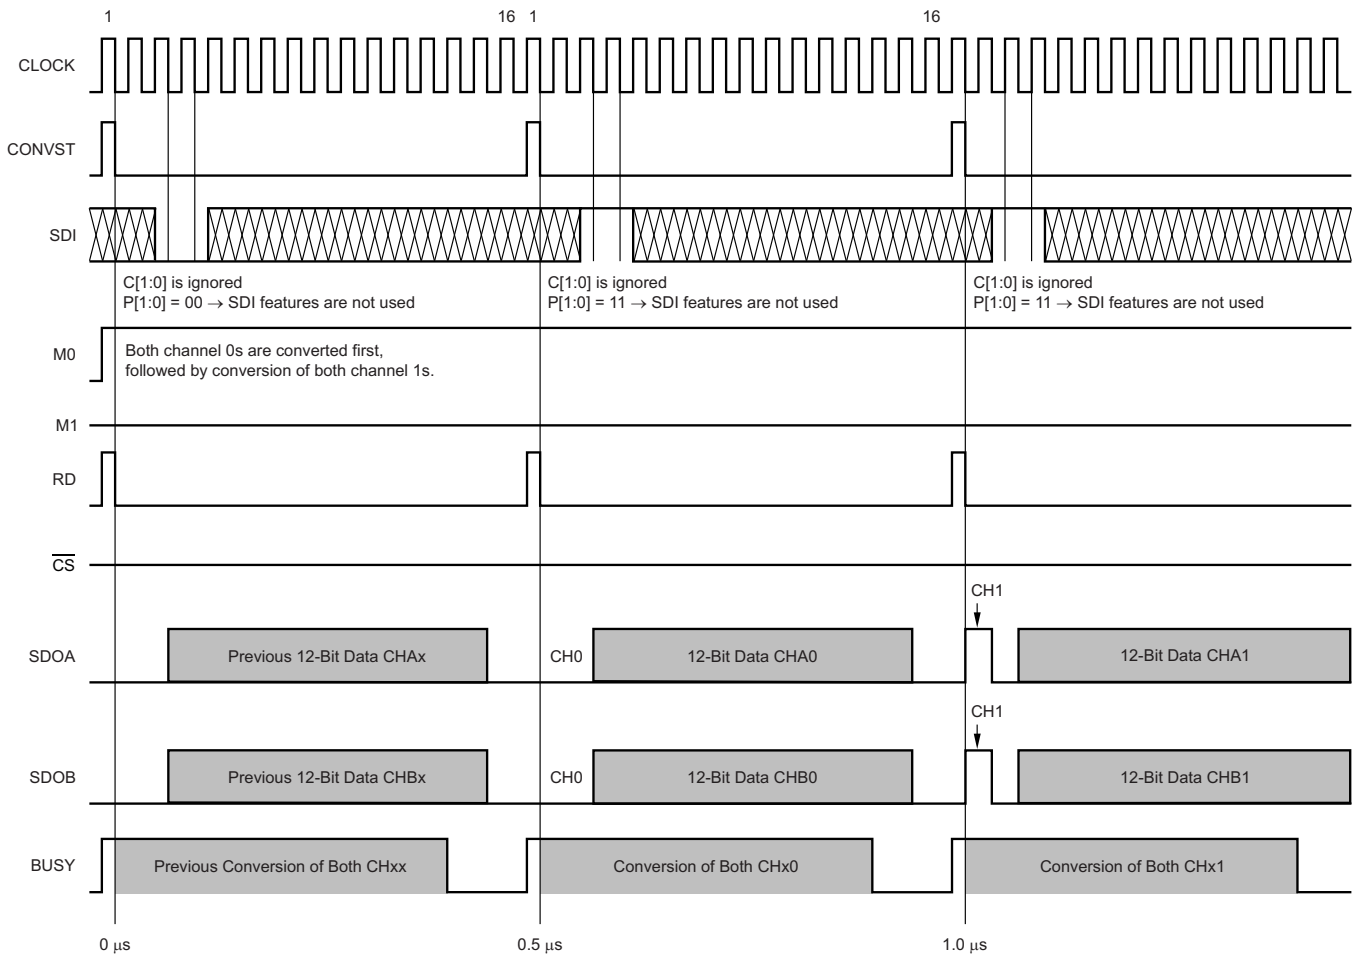 1 16 1 16
CLOCK
CONVST
SDI
C[1:0] is ignored
P[1:0] = 00 → SDI features are not used
C[1:0] is ignored
P[1:0] = 11 → SDI features are not used
C[1:0] is ignored
P[1:0] = 11 → SDI features are not used
M0
Both channel 0s are converted first,
followed by conversion of both channel 1s.
M1
RD
CS
CH1
SDOA
Previous 12-Bit Data CHAx
CH0
12-Bit Data CHA0
12-Bit Data CHA1
CH1
SDOB
Previous 12-Bit Data CHBx
CH0
12-Bit Data CHB0
12-Bit Data CHB1
BUSY
Previous Conversion of Both CHxx
Conversion of Both CHx0
Conversion of Both CHx1
0 μs
0.5 μs
1.0 μs